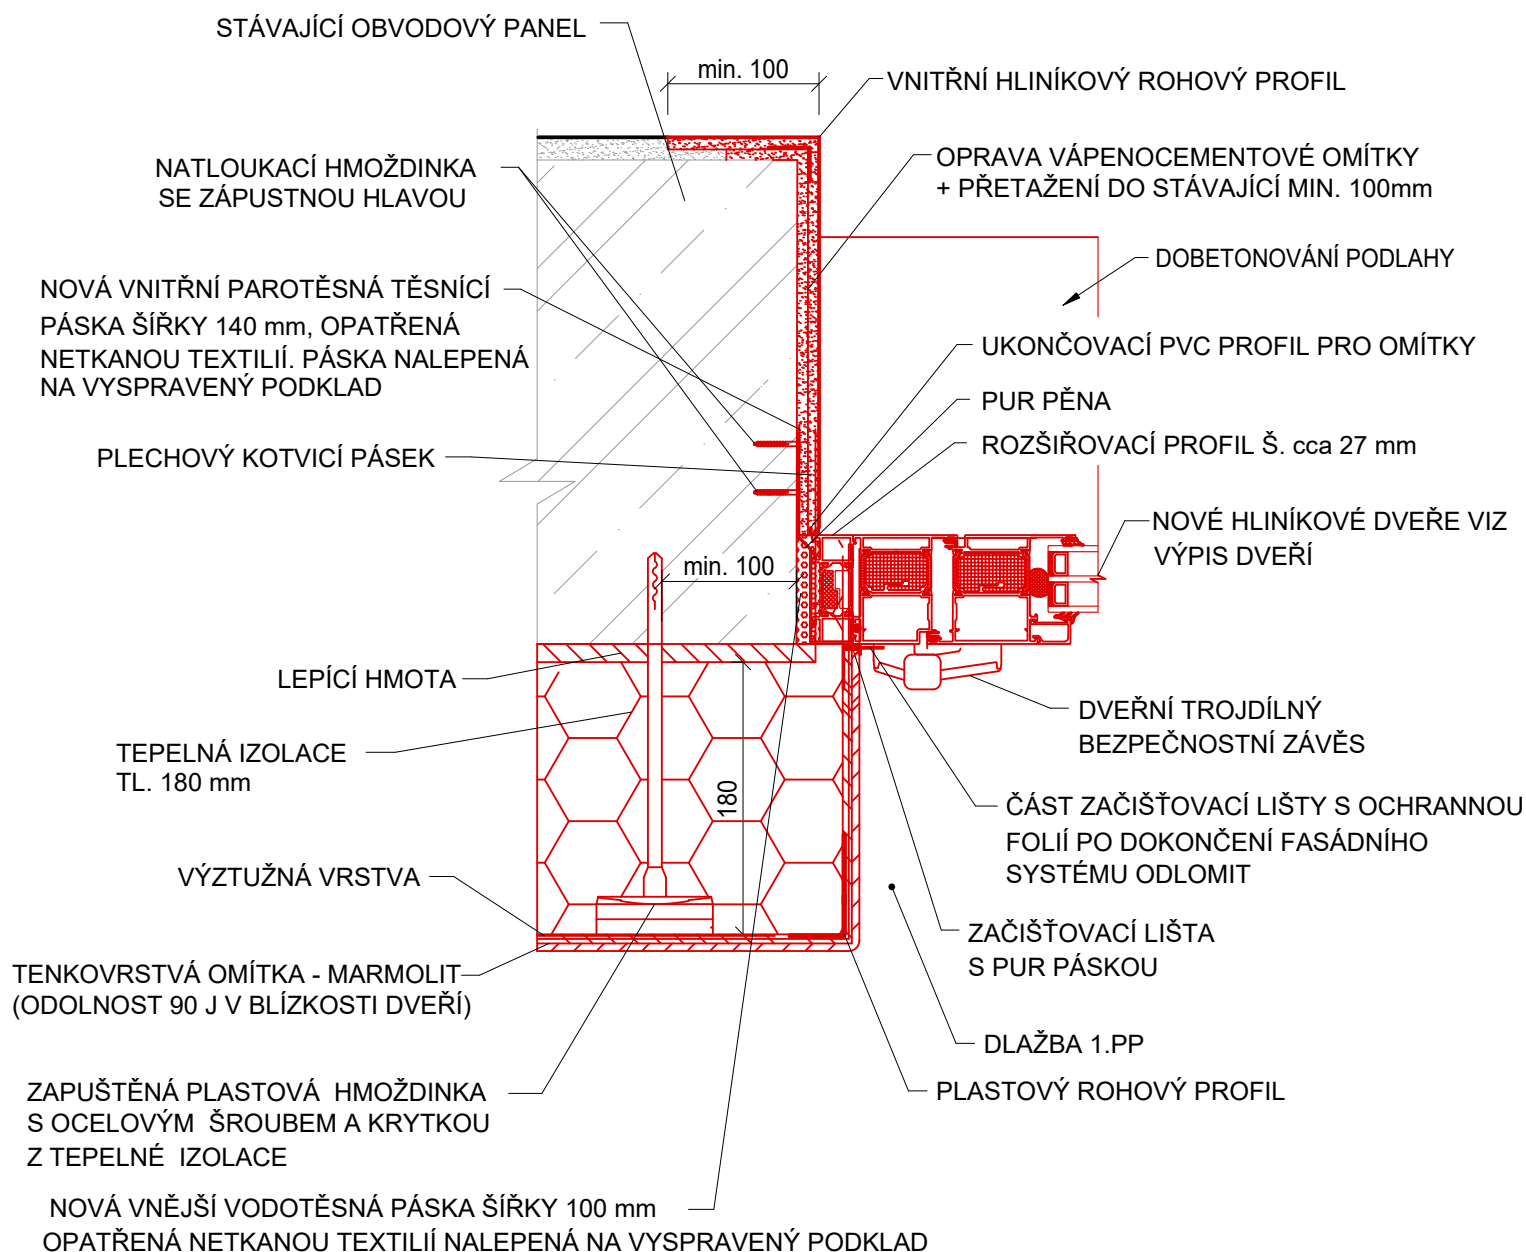 STÁVAJÍCÍ OBVODOVÝ PANEL
min. 100
VNITŘNÍ HLINÍKOVÝ ROHOVÝ PROFIL
NATLOUKACÍ HMOŽDINKA
SE ZÁPUSTNOU HLAVOU
OPRAVA VÁPENOCEMENTOVÉ OMÍTKY
+ PŘETAŽENÍ DO STÁVAJÍCÍ MIN. 100mm
DOBETONOVÁNÍ PODLAHY
NOVÁ VNITŘNÍ PAROTĚSNÁ TĚSNÍCÍ
PÁSKA ŠÍŘKY 140 mm, OPATŘENÁ
NETKANOU TEXTILIÍ. PÁSKA NALEPENÁ
NA VYSPRAVENÝ PODKLAD
UKONČOVACÍ PVC PROFIL PRO OMÍTKY
PUR PĚNA
ROZŠIŘOVACÍ PROFIL Š. cca 27 mm
PLECHOVÝ KOTVICÍ PÁSEK
NOVÉ HLINÍKOVÉ DVEŘE VIZ
VÝPIS DVEŘÍ
min. 100
LEPÍCÍ HMOTA
DVEŘNÍ TROJDÍLNÝ
BEZPEČNOSTNÍ ZÁVĚS
TEPELNÁ IZOLACE
TL. 180 mm
180
ČÁST ZAČIŠŤOVACÍ LIŠTY S OCHRANNOU
FOLIÍ PO DOKONČENÍ FASÁDNÍHO
SYSTÉMU ODLOMIT
VÝZTUŽNÁ VRSTVA
ZAČIŠŤOVACÍ LIŠTA
S PUR PÁSKOU
TENKOVRSTVÁ OMÍTKA - MARMOLIT
(ODOLNOST 90 J V BLÍZKOSTI DVEŘÍ)
DLAŽBA 1.PP
PLASTOVÝ ROHOVÝ PROFIL
ZAPUŠTĚNÁ PLASTOVÁ HMOŽDINKA
S OCELOVÝM ŠROUBEM A KRYTKOU
Z TEPELNÉ IZOLACE
NOVÁ VNĚJŠÍ VODOTĚSNÁ PÁSKA ŠÍŘKY 100 mm
OPATŘENÁ NETKANOU TEXTILIÍ NALEPENÁ NA VYSPRAVENÝ PODKLAD